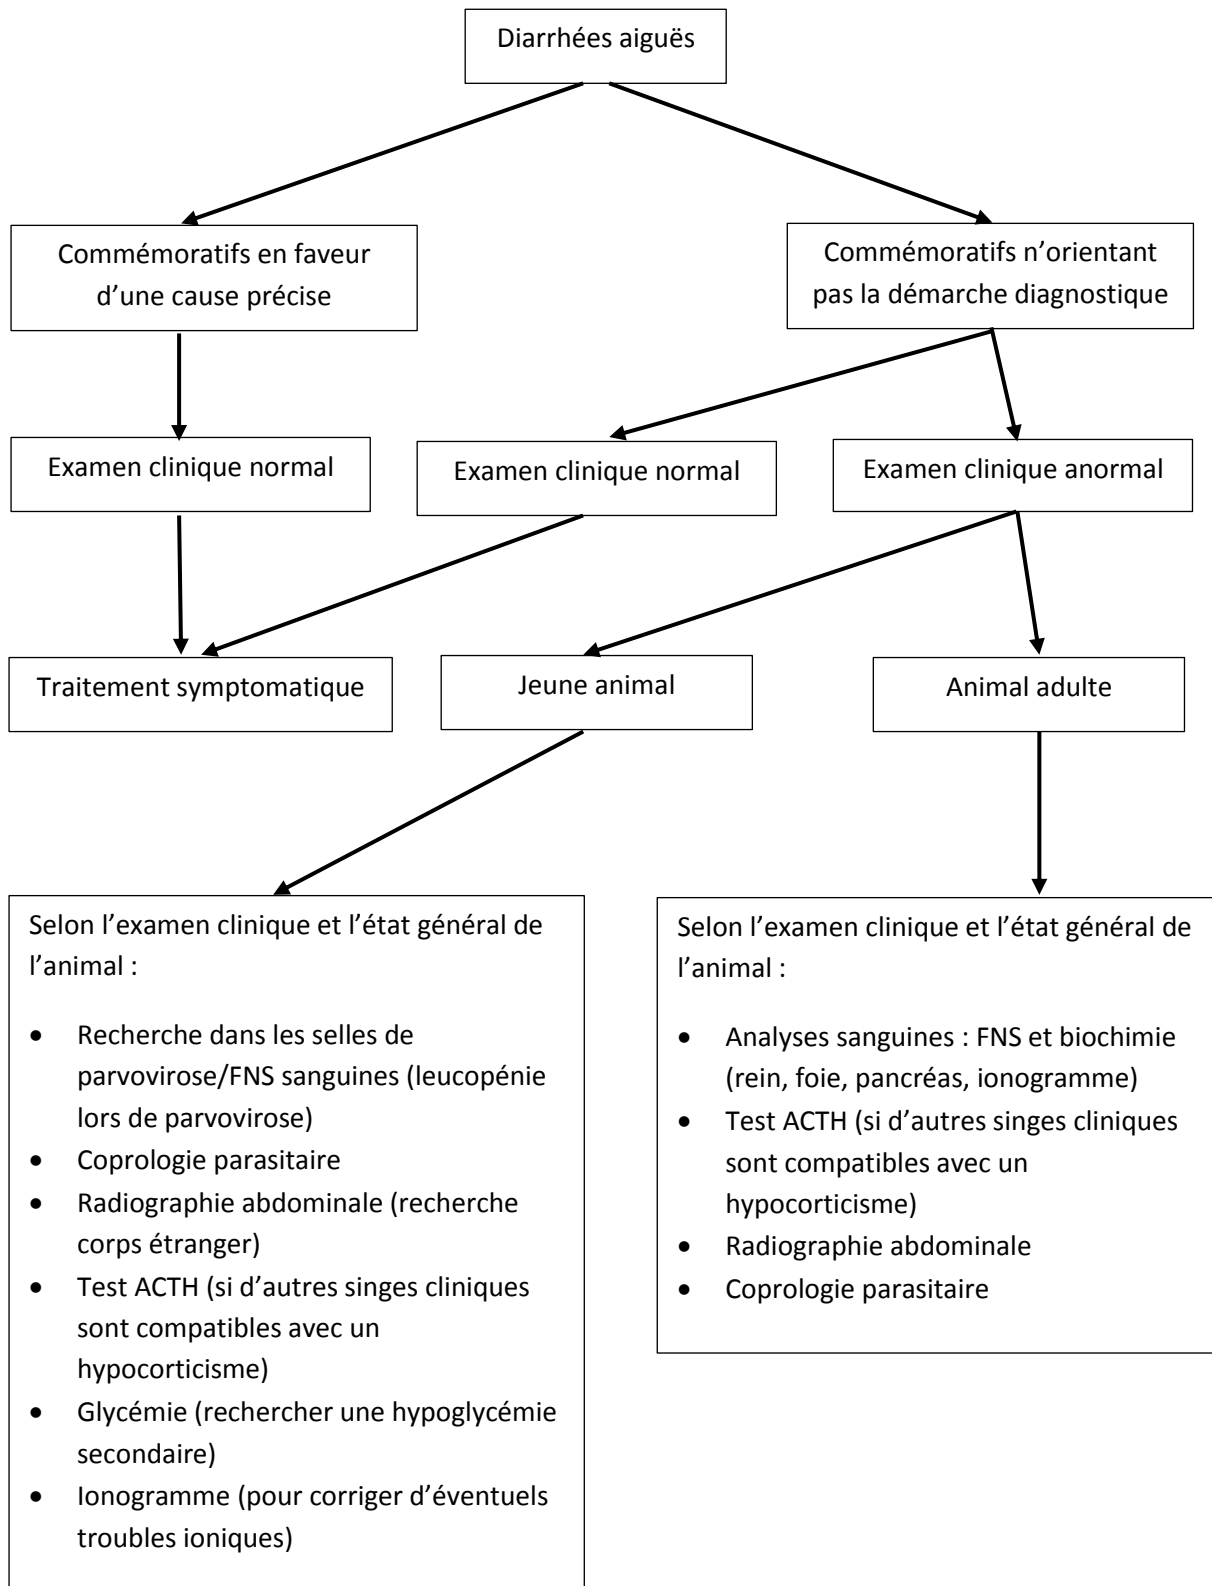 Diarrhées aiguës
Commémoratifs en faveur
d’une cause précise
Commémoratifs n’orientant
pas la démarche diagnostique
Examen clinique normal
Examen clinique normal
Examen clinique anormal
Traitement symptomatique
Jeune animal
Animal adulte
Selon l’examen clinique et l’état général de
l’animal :
• Recherche dans les selles de
parvovirose/FNS sanguines (leucopénie
lors de parvovirose)
• Coprologie parasitaire
• Radiographie abdominale (recherche
corps étranger)
• Test ACTH (si d’autres singes cliniques
sont compatibles avec un
hypocorticisme)
• Glycémie (rechercher une hypoglycémie
secondaire)
• Ionogramme (pour corriger d’éventuels
troubles ioniques)
Selon l’examen clinique et l’état général de
l’animal :
• Analyses sanguines : FNS et biochimie
(rein, foie, pancréas, ionogramme)
• Test ACTH (si d’autres singes cliniques
sont compatibles avec un
hypocorticisme)
• Radiographie abdominale
• Coprologie parasitaire